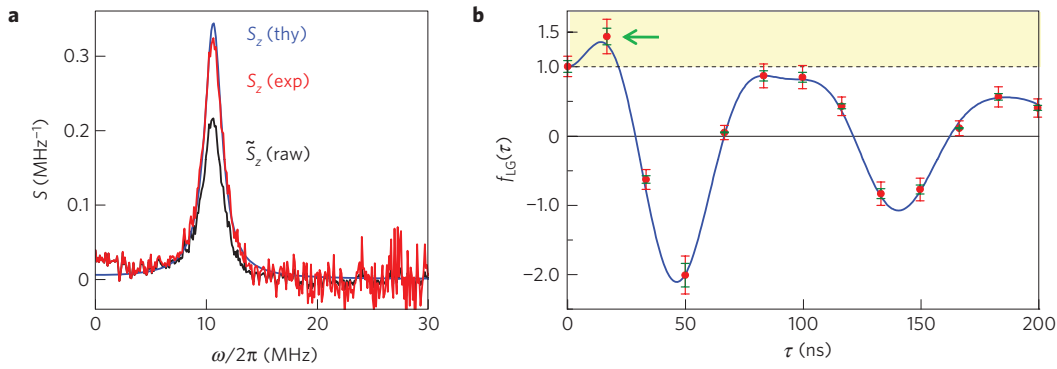 a
S_z (thy)
S_z (exp)
S̃_z (raw)
0.3
0.2
0.1
0
S (MHz⁻¹)
0
10
20
30
ω/2π (MHz)
b
1.5
1.0
0
−1.0
−2.0
f_LG(τ)
0
50
100
150
200
τ (ns)